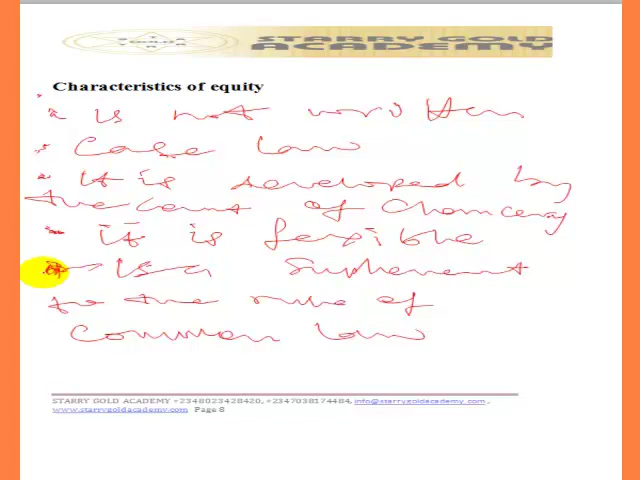 STARRY GOLD
ACADEMY
Characteristics of equity
is not written
Case law
It is developed by
the Court of Chancery
it is flexible
Is a Supplement
to the rule of
Common law
STARRY GOLD ACADEMY +2348023428420, +2347038174484, info@starrygoldacademy.com ,
www.starrygoldacademy.com Page 8